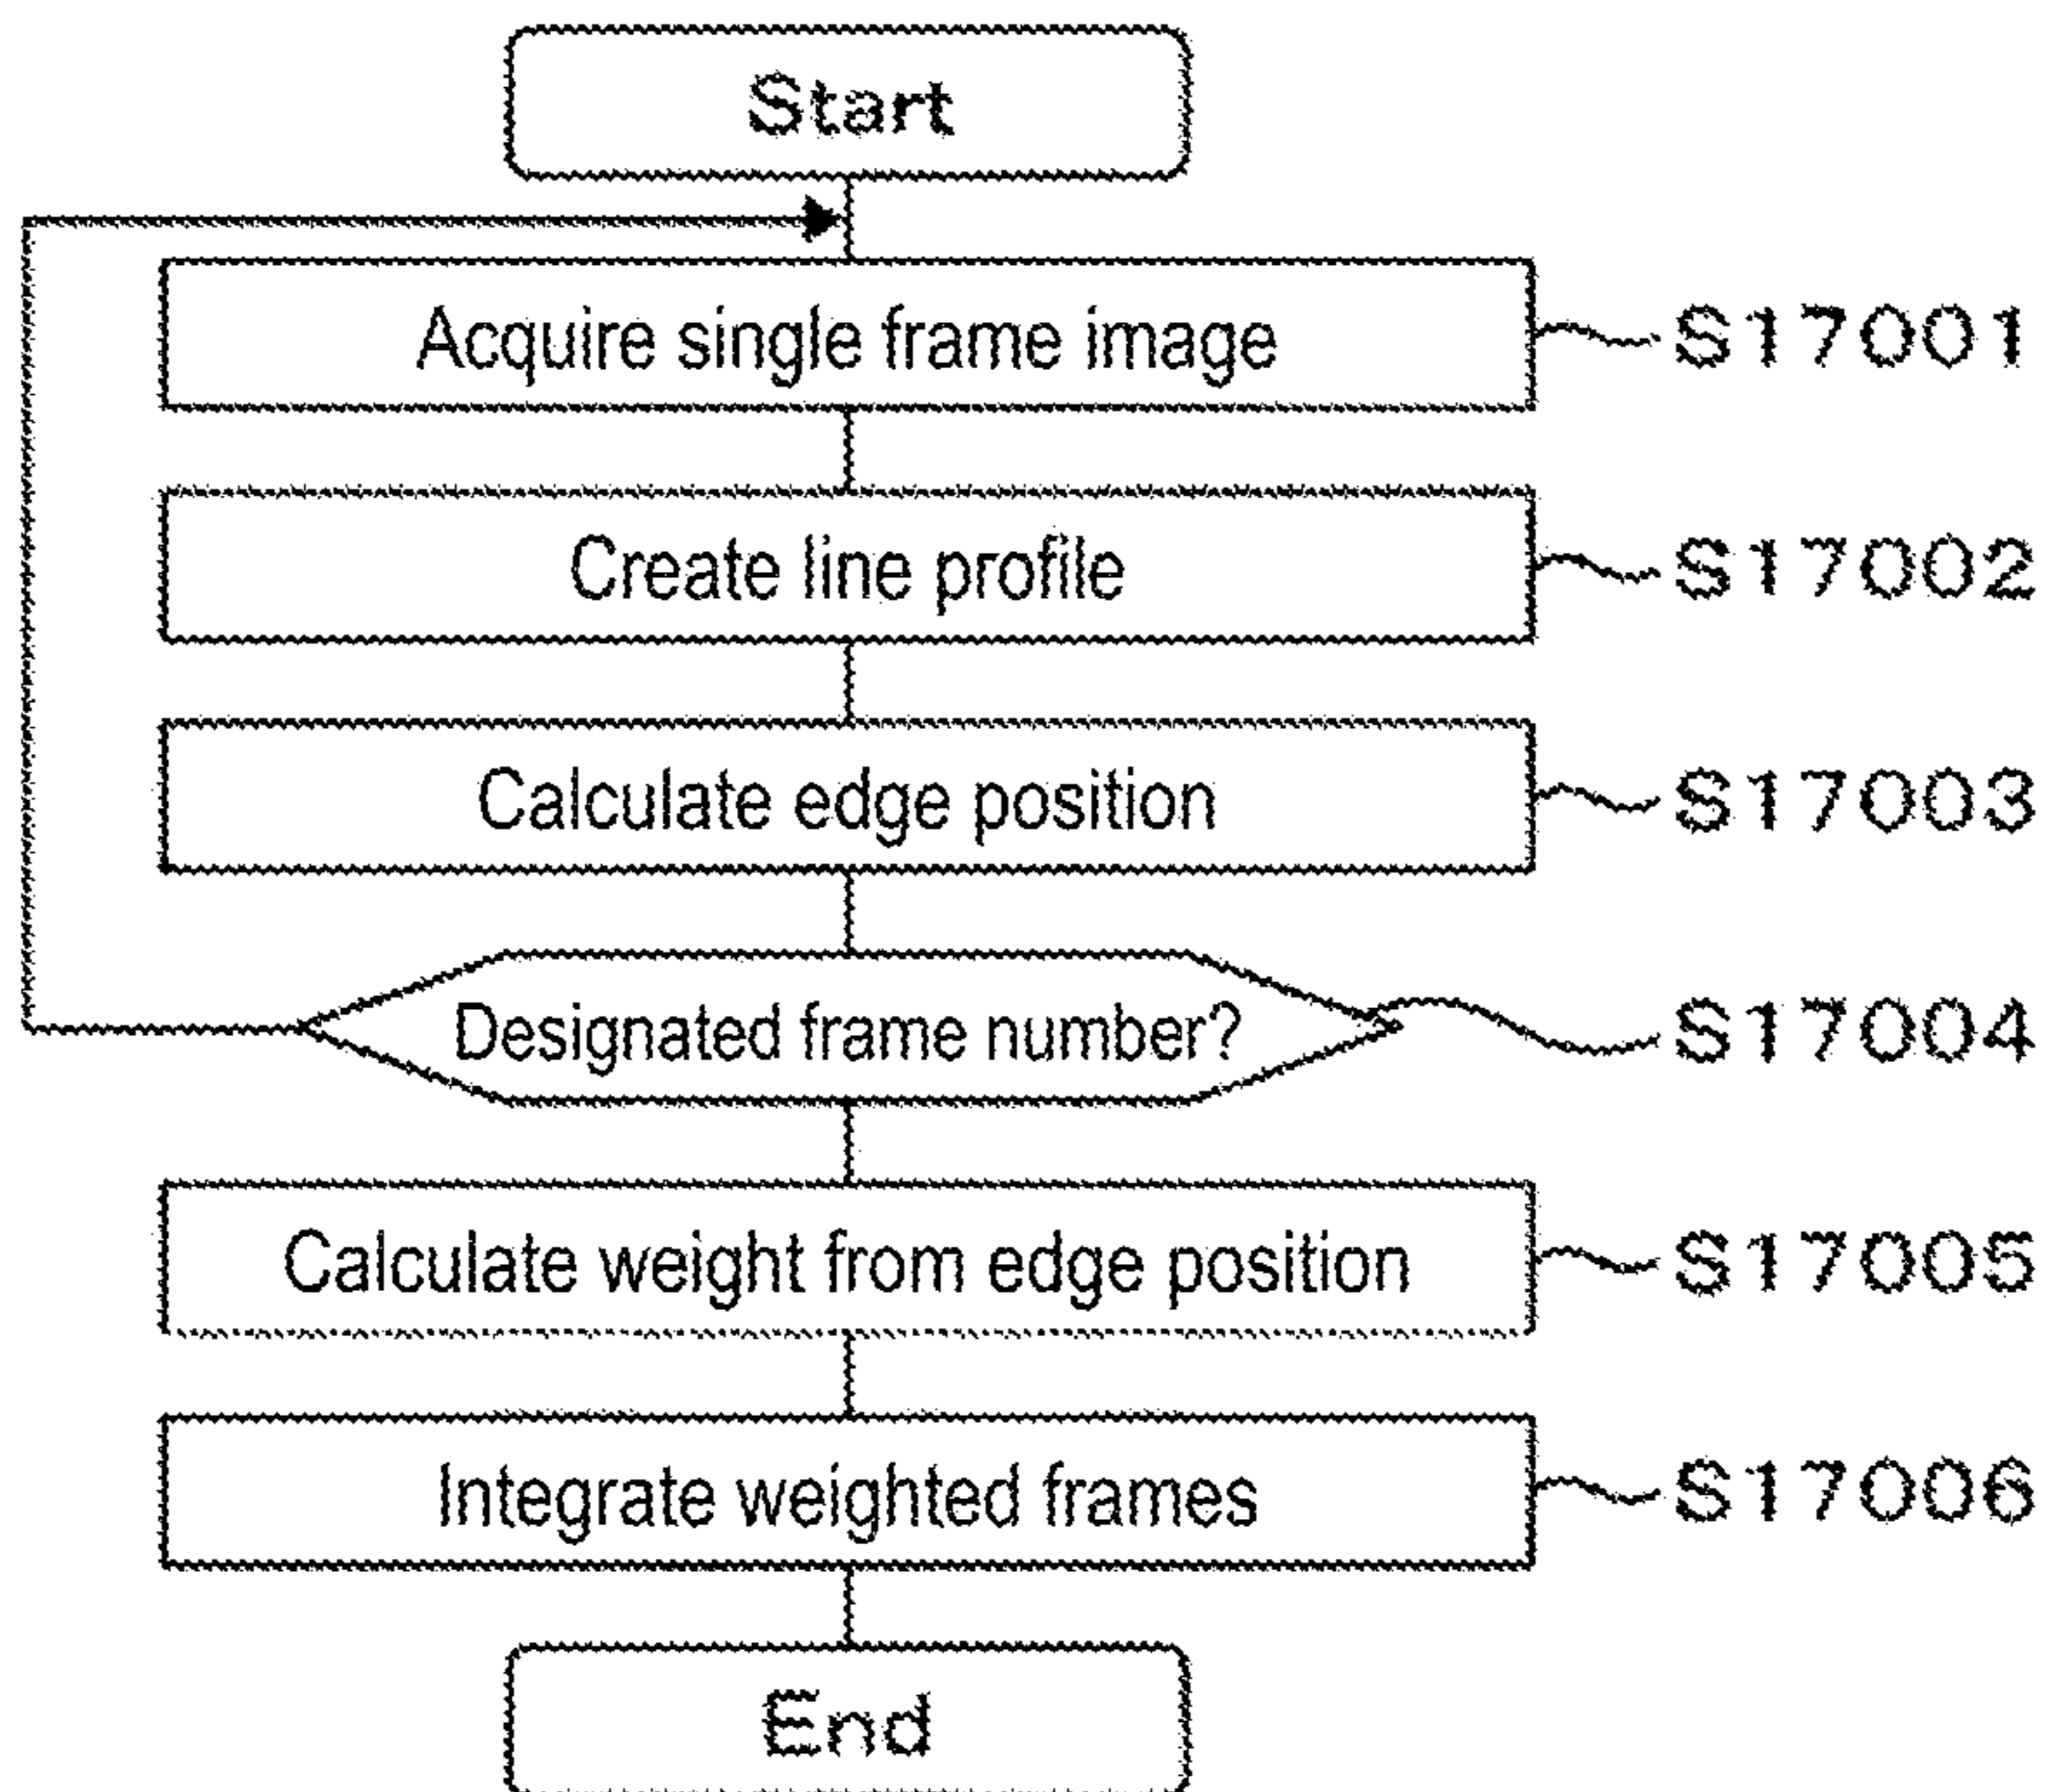 Start
Acquire single frame image S17001
Create line profile S17002
Calculate edge position S17003
Designated frame number? S17004
Calculate weight from edge position S17005
Integrate weighted frames S17006
End